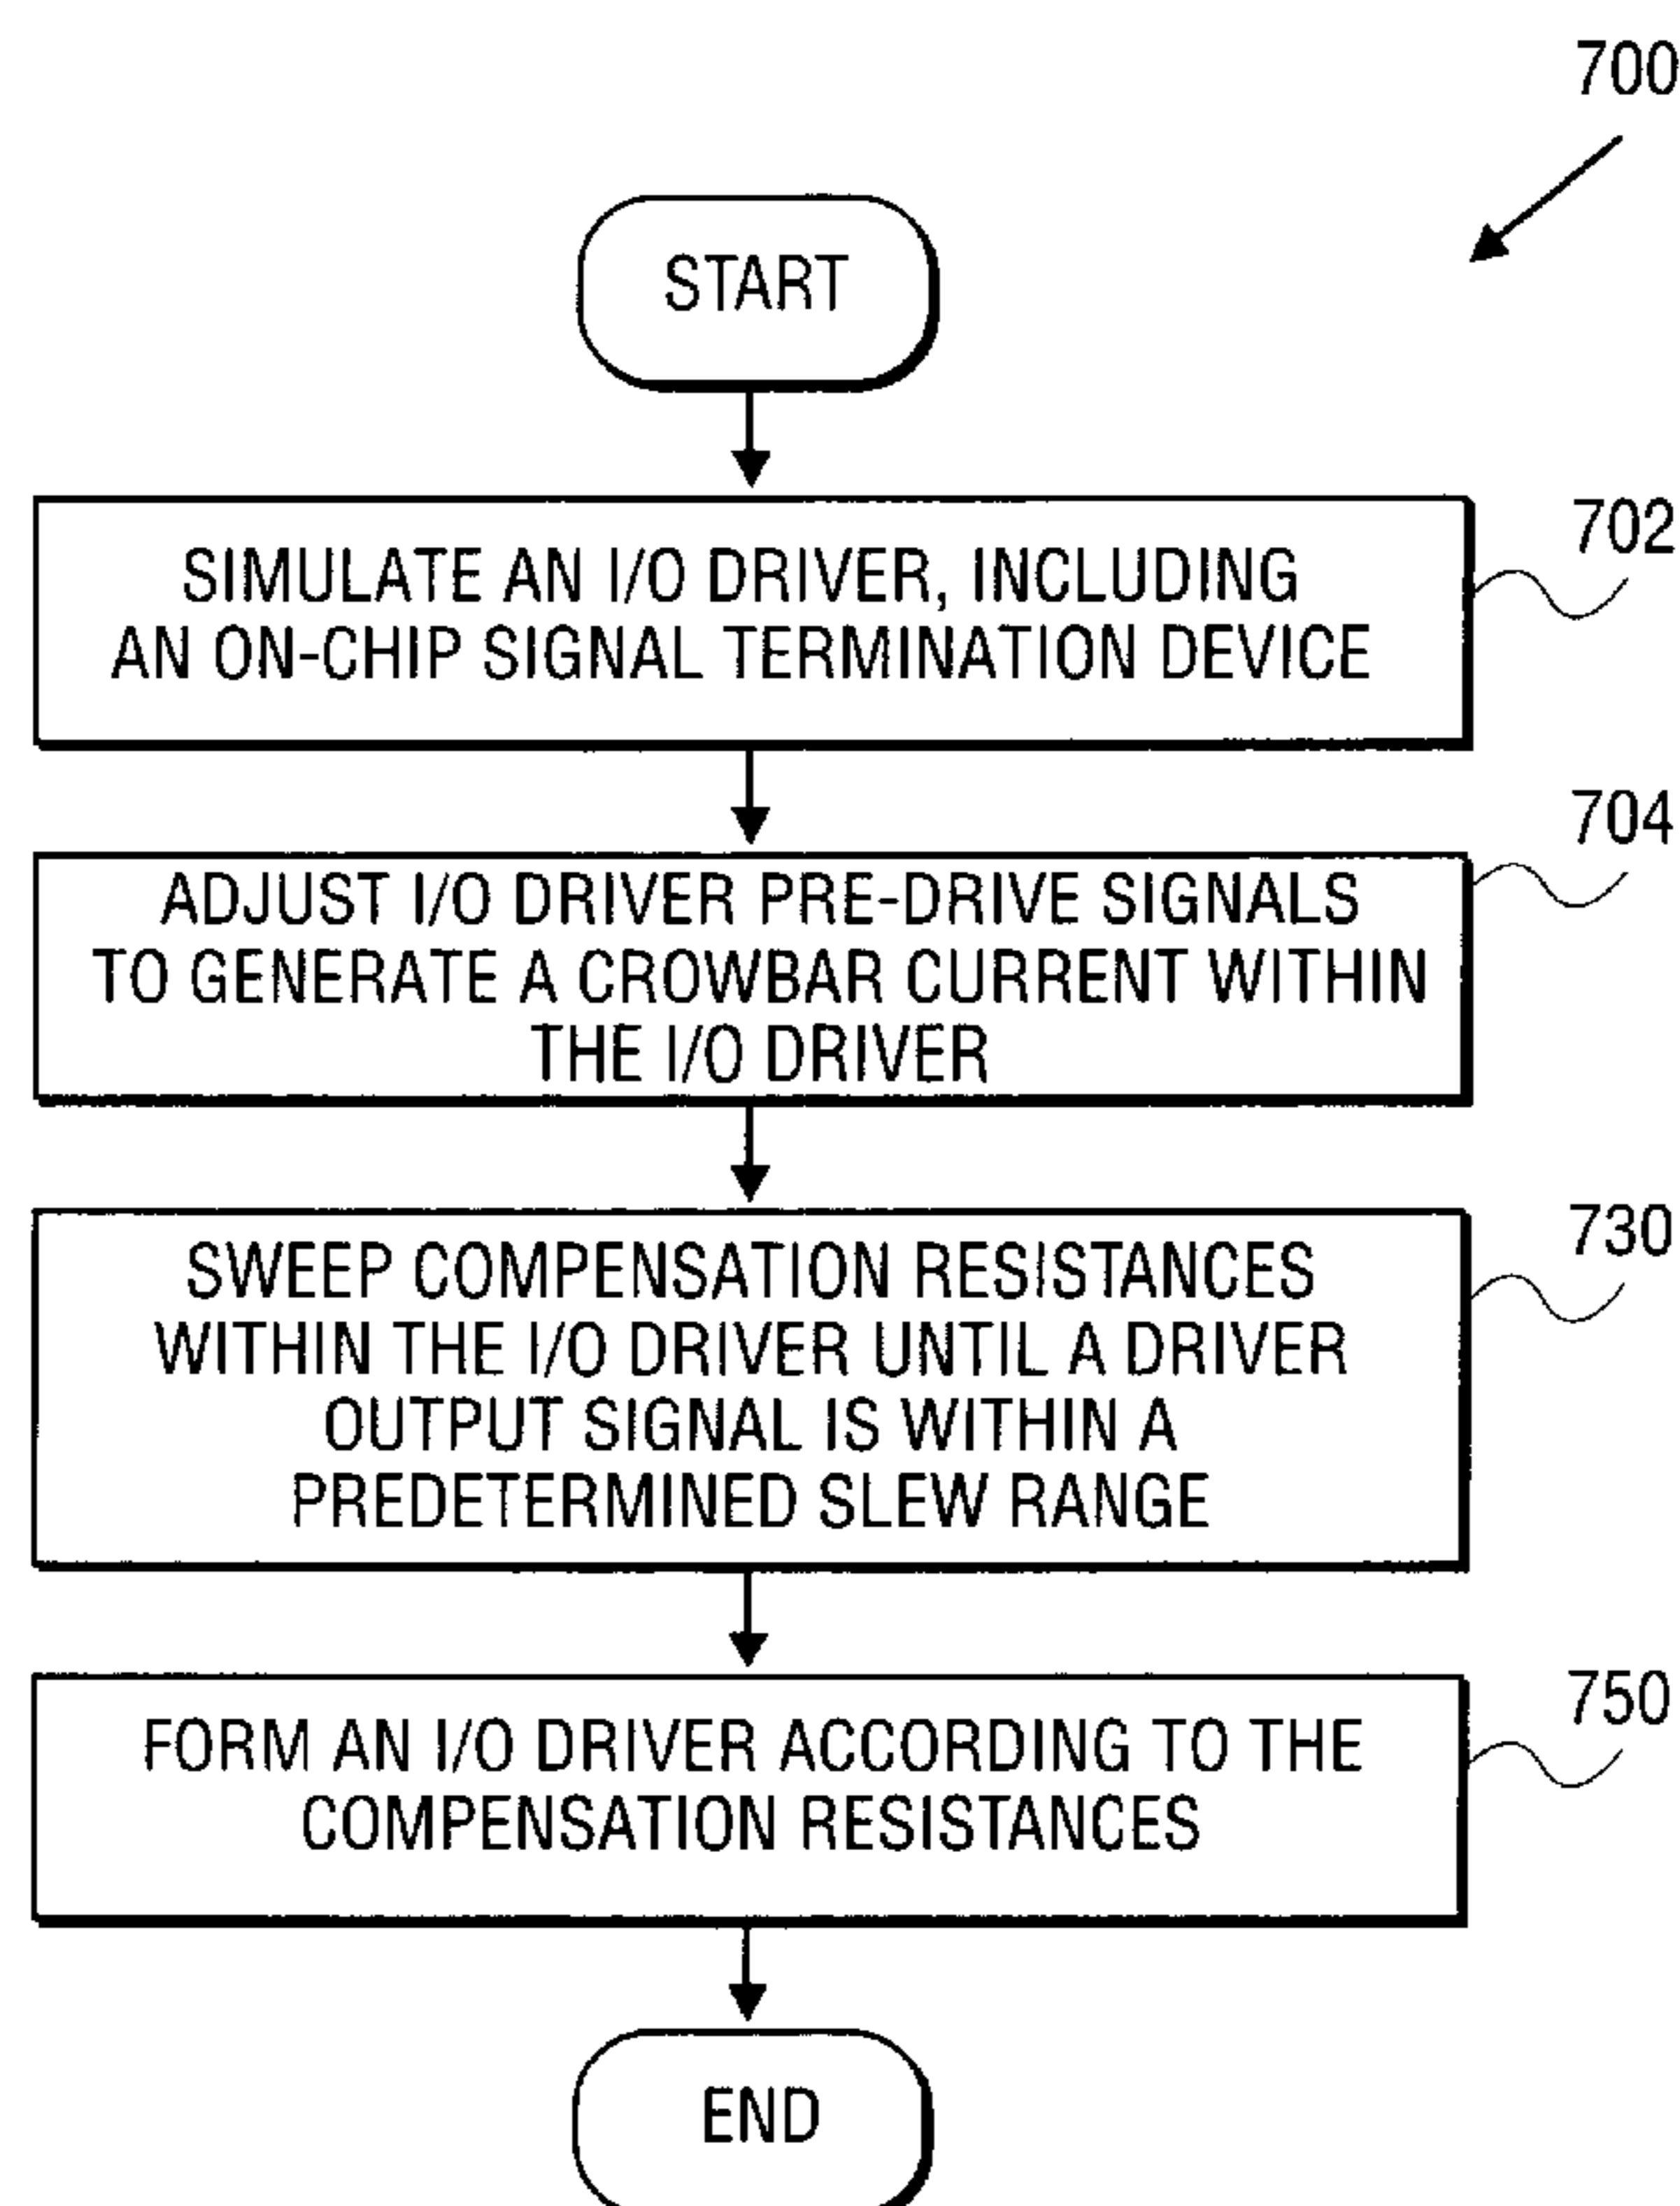 700
START
702
SIMULATE AN I/O DRIVER, INCLUDING
AN ON-CHIP SIGNAL TERMINATION DEVICE
704
ADJUST I/O DRIVER PRE-DRIVE SIGNALS
TO GENERATE A CROWBAR CURRENT WITHIN
THE I/O DRIVER
730
SWEEP COMPENSATION RESISTANCES
WITHIN THE I/O DRIVER UNTIL A DRIVER
OUTPUT SIGNAL IS WITHIN A
PREDETERMINED SLEW RANGE
750
FORM AN I/O DRIVER ACCORDING TO THE
COMPENSATION RESISTANCES
END